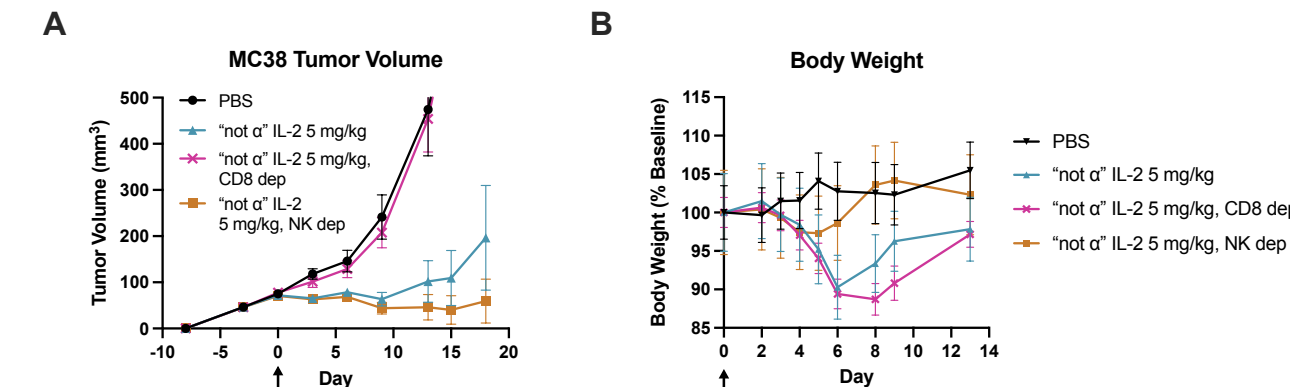 A
MC38 Tumor Volume
Tumor Volume (mm³)
500
400
300
200
100
0
-10 -5 0 5 10 15 20
Day
PBS
“not α” IL-2 5 mg/kg
“not α” IL-2 5 mg/kg,
CD8 dep
“not α” IL-2
5 mg/kg, NK dep
B
Body Weight
Body Weight (% Baseline)
115
110
105
100
95
90
85
0 2 4 6 8 10 12 14
Day
PBS
“not α” IL-2 5 mg/kg
“not α” IL-2 5 mg/kg, CD8 dep
“not α” IL-2 5 mg/kg, NK dep